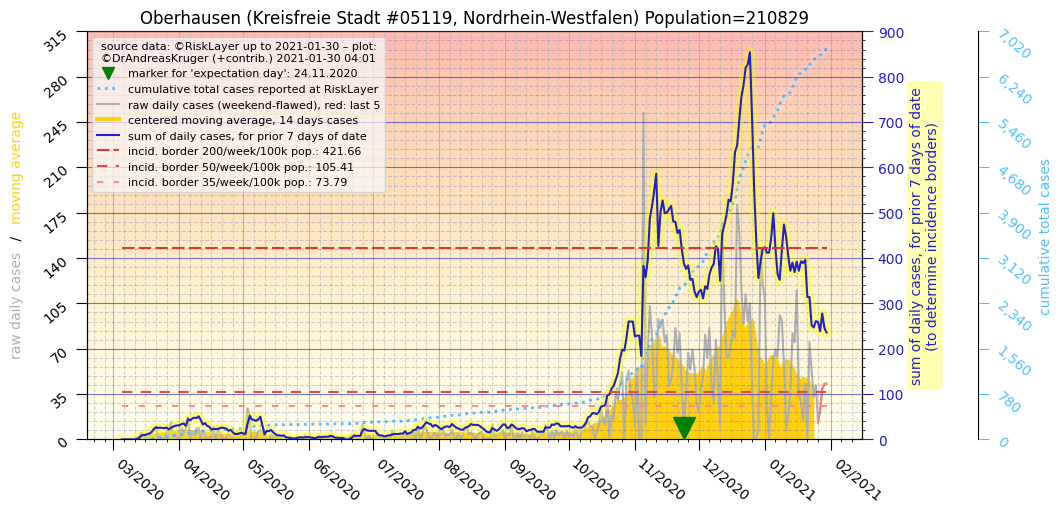 Oberhausen (Kreisfreie Stadt #05119, Nordrhein-Westfalen) Population=210829
source data: ©RiskLayer up to 2021-01-30 – plot:
©DrAndreasKruger (+contrib.) 2021-01-30 04:01
marker for 'expectation day': 24.11.2020
cumulative total cases reported at RiskLayer
raw daily cases (weekend-flawed), red: last 5
centered moving average, 14 days cases
sum of daily cases, for prior 7 days of date
incid. border 200/week/100k pop.: 421.66
incid. border 50/week/100k pop.: 105.41
incid. border 35/week/100k pop.: 73.79
raw daily cases / moving average
315
280
245
210
175
140
105
70
35
0
03/2020
04/2020
05/2020
06/2020
07/2020
08/2020
09/2020
10/2020
11/2020
12/2020
01/2021
02/2021
900
800
700
600
500
400
300
200
100
0
sum of daily cases, for prior 7 days of date
(to determine incidence borders)
7,020
6,240
5,460
4,680
3,900
3,120
2,340
1,560
780
0
cumulative total cases